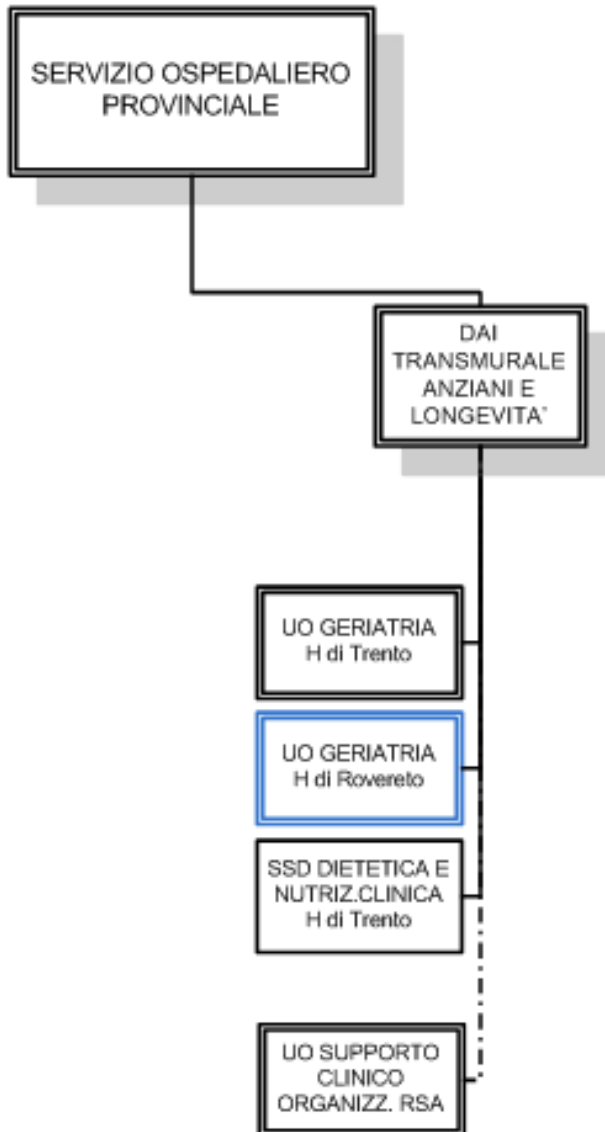 SERVIZIO OSPEDALIERO
PROVINCIALE
DAI
TRANSMURALE
ANZIANI E
LONGEVITA`
UO GERIATRIA
H di Trento
UO GERIATRIA
H di Rovereto
SSD DIETETICA E
NUTRIZ.CLINICA
H di Trento
UO SUPPORTO
CLINICO
ORGANIZZ. RSA